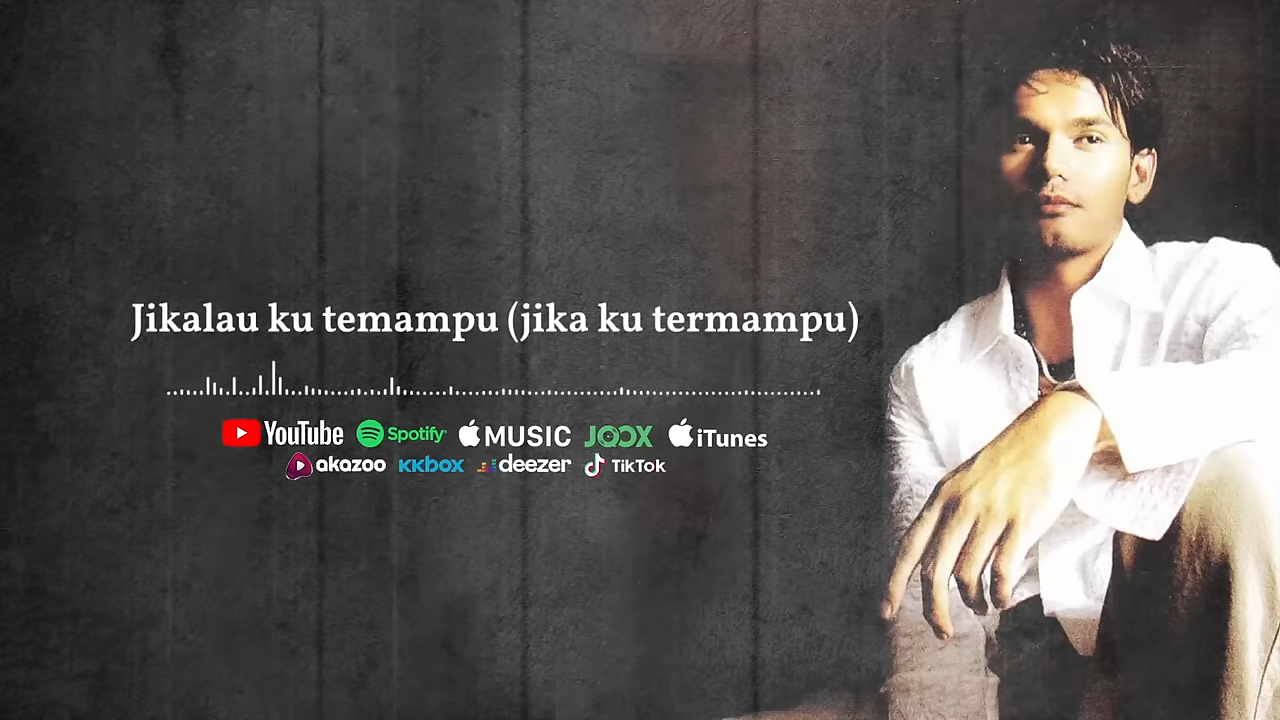 Jikalau ku temampu (jika ku termampu)
YouTube Spotify MUSIC JOOX iTunes
akazoo KKBOX deezer TikTok